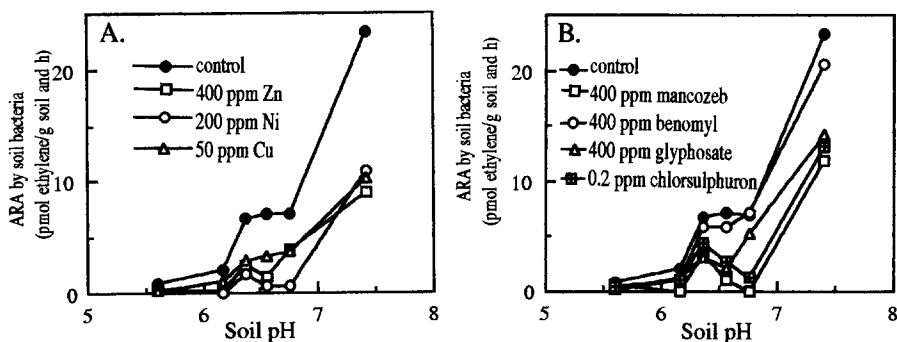 A.
control
400 ppm Zn
200 ppm Ni
50 ppm Cu
ARA by soil bacteria
(pmol ethylene/g soil and h)
20
10
0
5
6
7
8
Soil pH
B.
control
400 ppm mancozeb
400 ppm benomyl
400 ppm glyphosate
0.2 ppm chlorsulphuron
ARA by soil bacteria
(pmol ethylene/g soil and h)
20
10
0
5
6
7
8
Soil pH